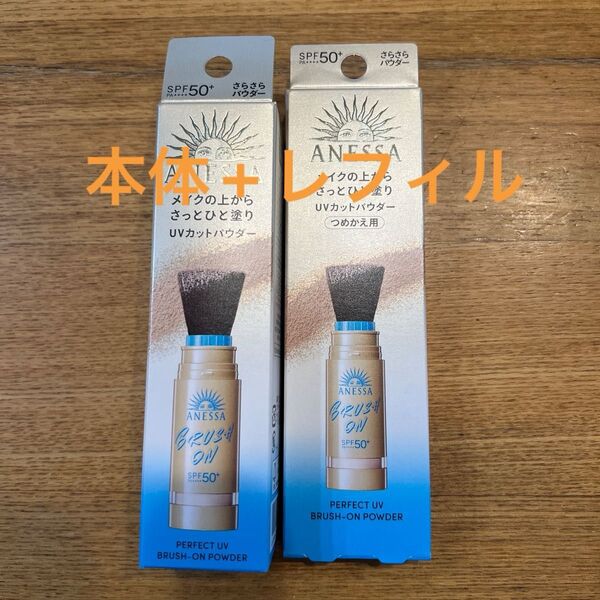 SPF50+
PA++++
さらさら
パウダー
ANESSA
メイクの上から
さっとひと塗り
UVカットパウダー
ANESSA
BRUSH
ON
SPF50+
PERFECT UV
BRUSH-ON POWDER
SPF50+
PA++++
さらさら
パウダー
ANESSA
メイクの上から
さっとひと塗り
UVカットパウダー
つめかえ用
ANESSA
BRUSH
ON
SPF50+
PERFECT UV
BRUSH-ON POWDER
本体+レフィル